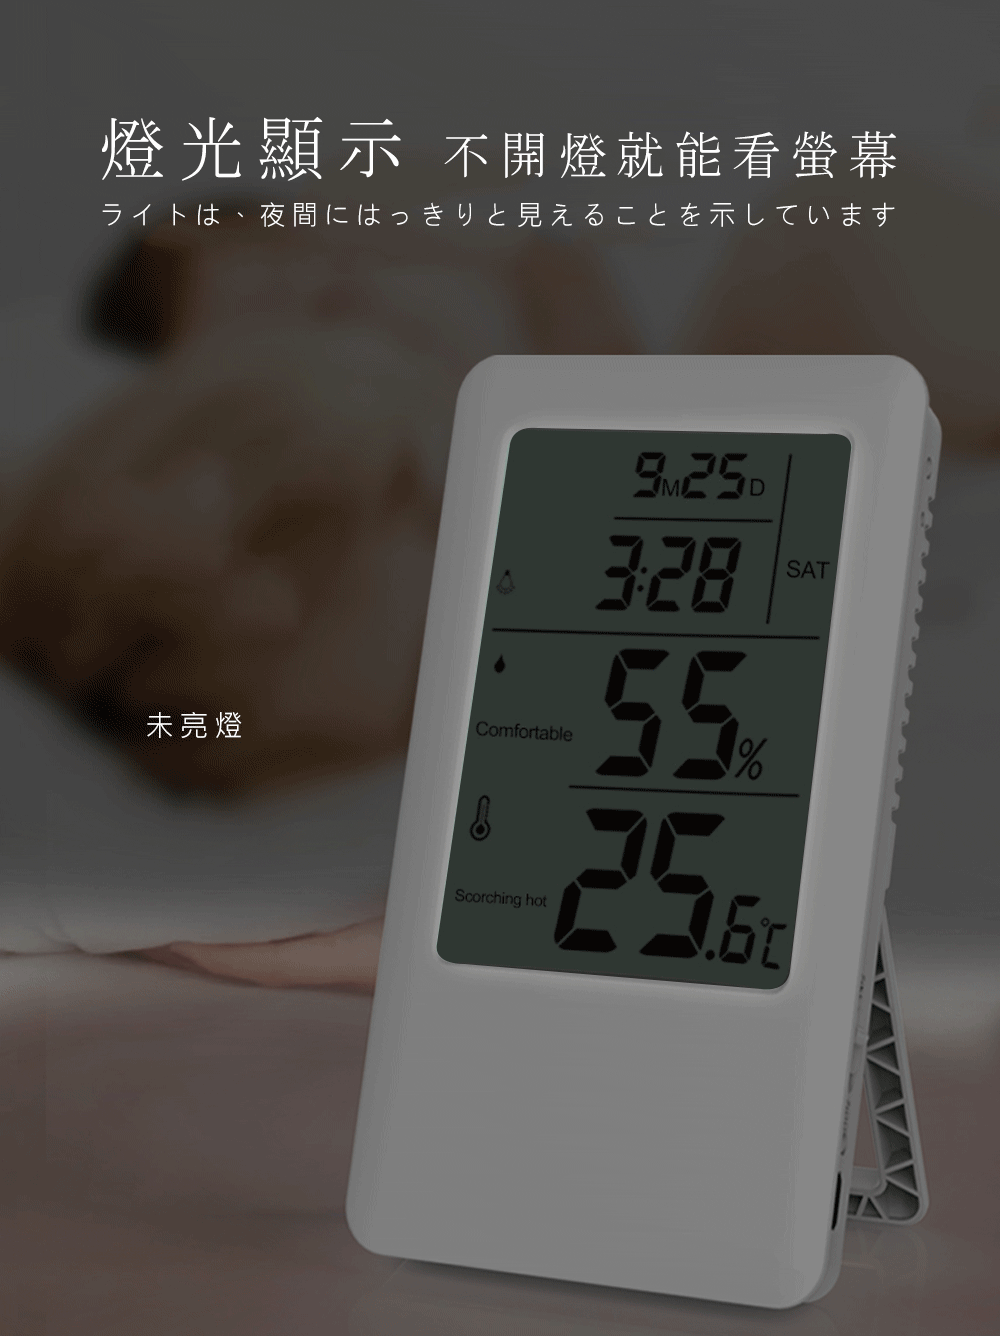 燈光顯示 不開燈就能看螢幕
ライトは、夜間にはっきりと見えることを示しています
9M25D
3:28
SAT
55%
Comfortable
未亮燈
25.6℃
Scorching hot